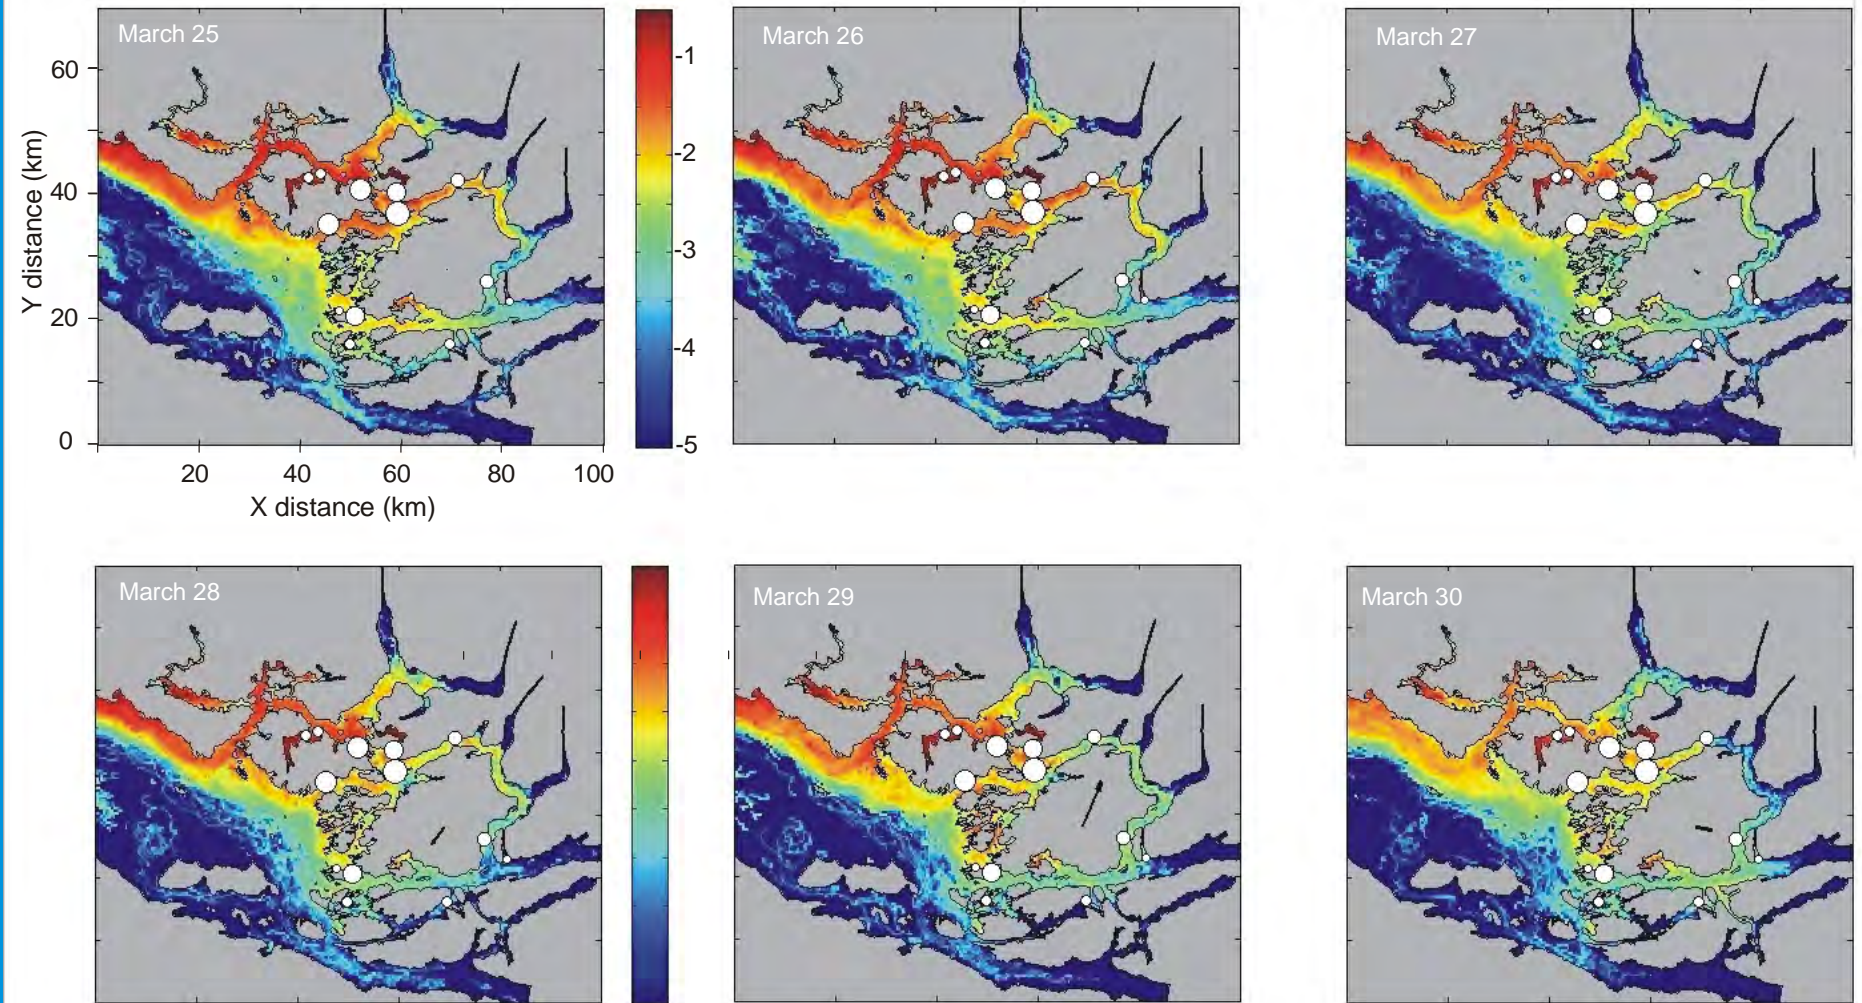 March 25
March 26
March 27
-1
-2
-3
-4
-5
60
40
20
0
Y distance (km)
20 40 60 80 100
X distance (km)
March 28
March 29
March 30